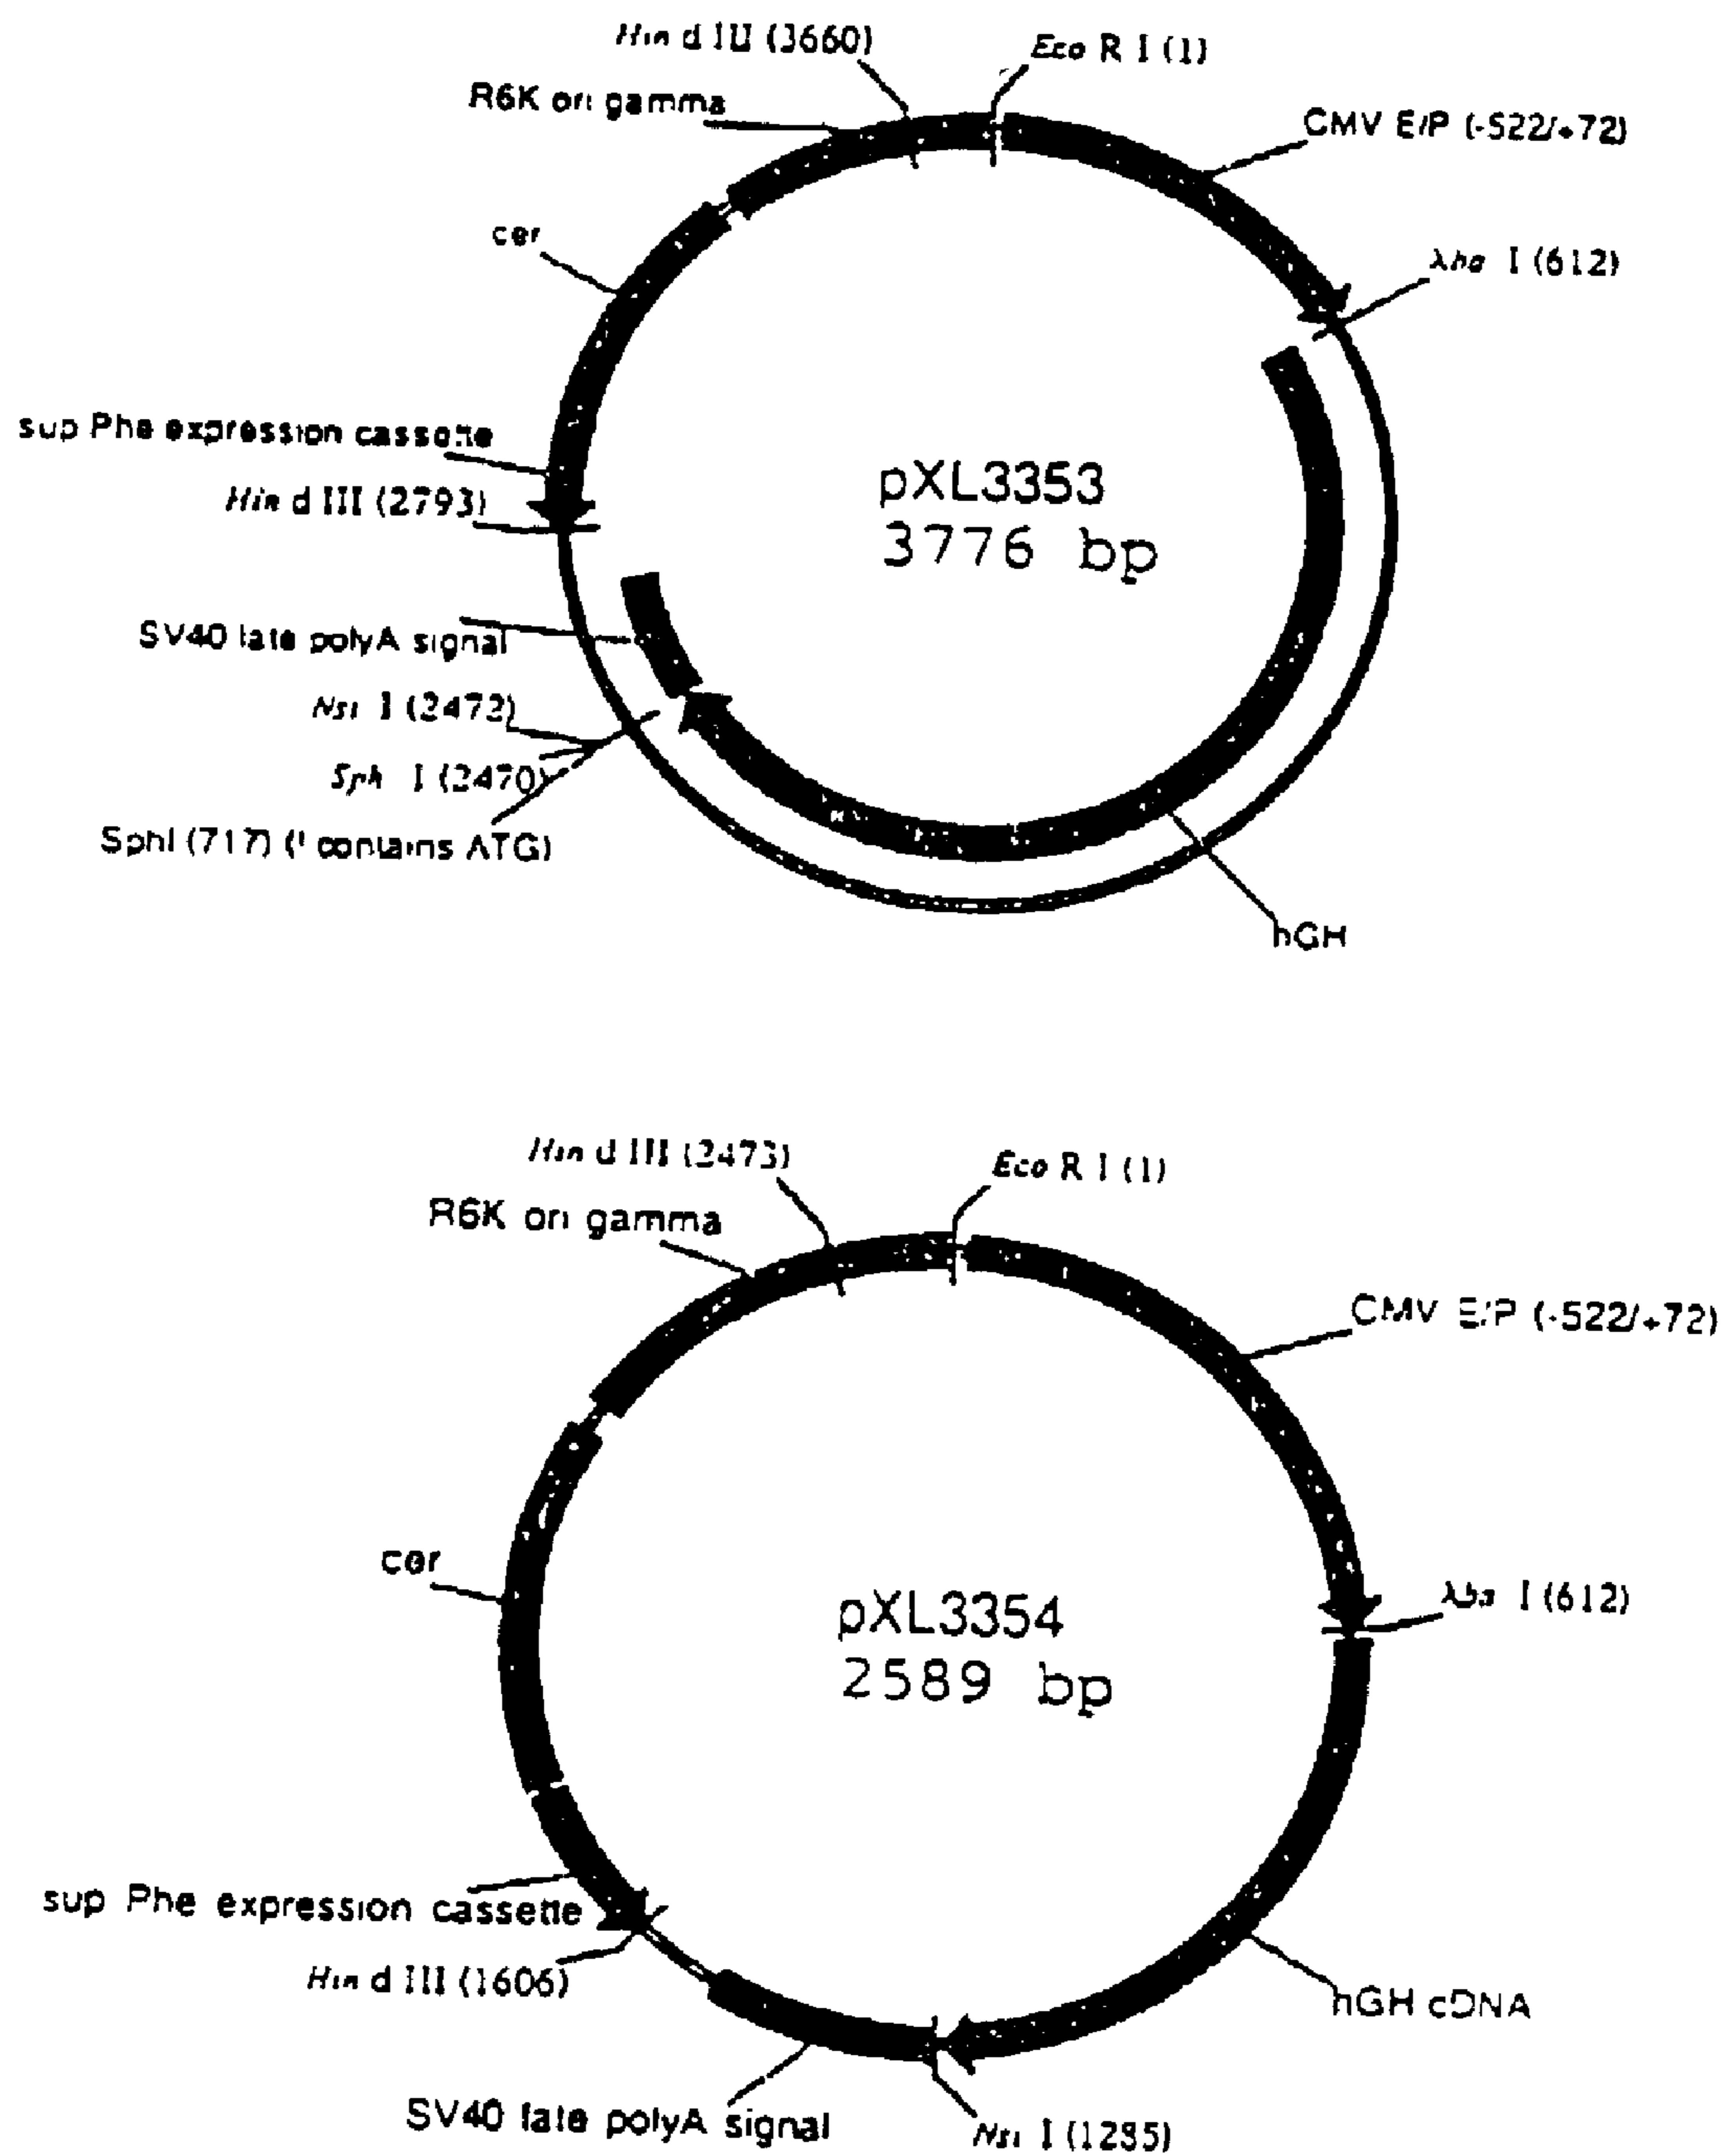 Hin d III (3660)
Eco R I (1)
R6K ori gamma
CMV E/P (-522/+72)
cer
Xba I (612)
sup Phe expression cassette
Hin d III (2793)
pXL3353
3776 bp
SV40 late polyA signal
Nsi I (2472)
Sph I (2470)
SphI (717) (' contains ATG)
hGH
Hin d III (2473)
Eco R I (1)
R6K ori gamma
CMV E/P (-522/+72)
cer
Xba I (612)
pXL3354
2589 bp
sup Phe expression cassette
Hin d III (1606)
hGH cDNA
SV40 late polyA signal
Nsi I (1285)